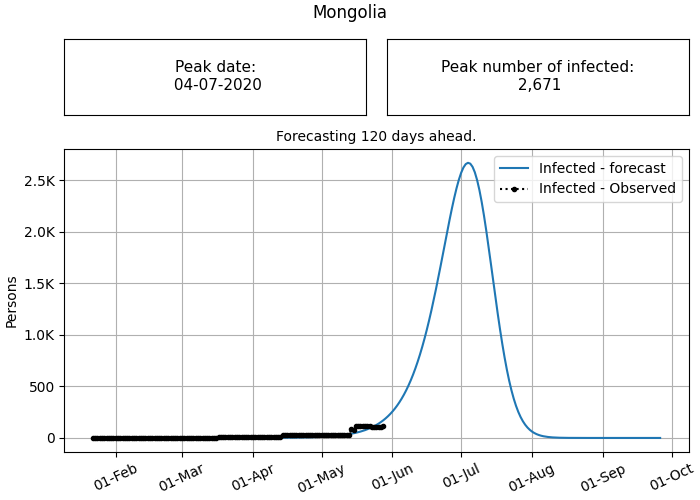 Mongolia
Peak date:
04-07-2020
Peak number of infected:
2,671
Forecasting 120 days ahead.
Infected - forecast
Infected - Observed
Persons
2.5K
2.0K
1.5K
1.0K
500
0
01-Feb
01-Mar
01-Apr
01-May
01-Jun
01-Jul
01-Aug
01-Sep
01-Oct